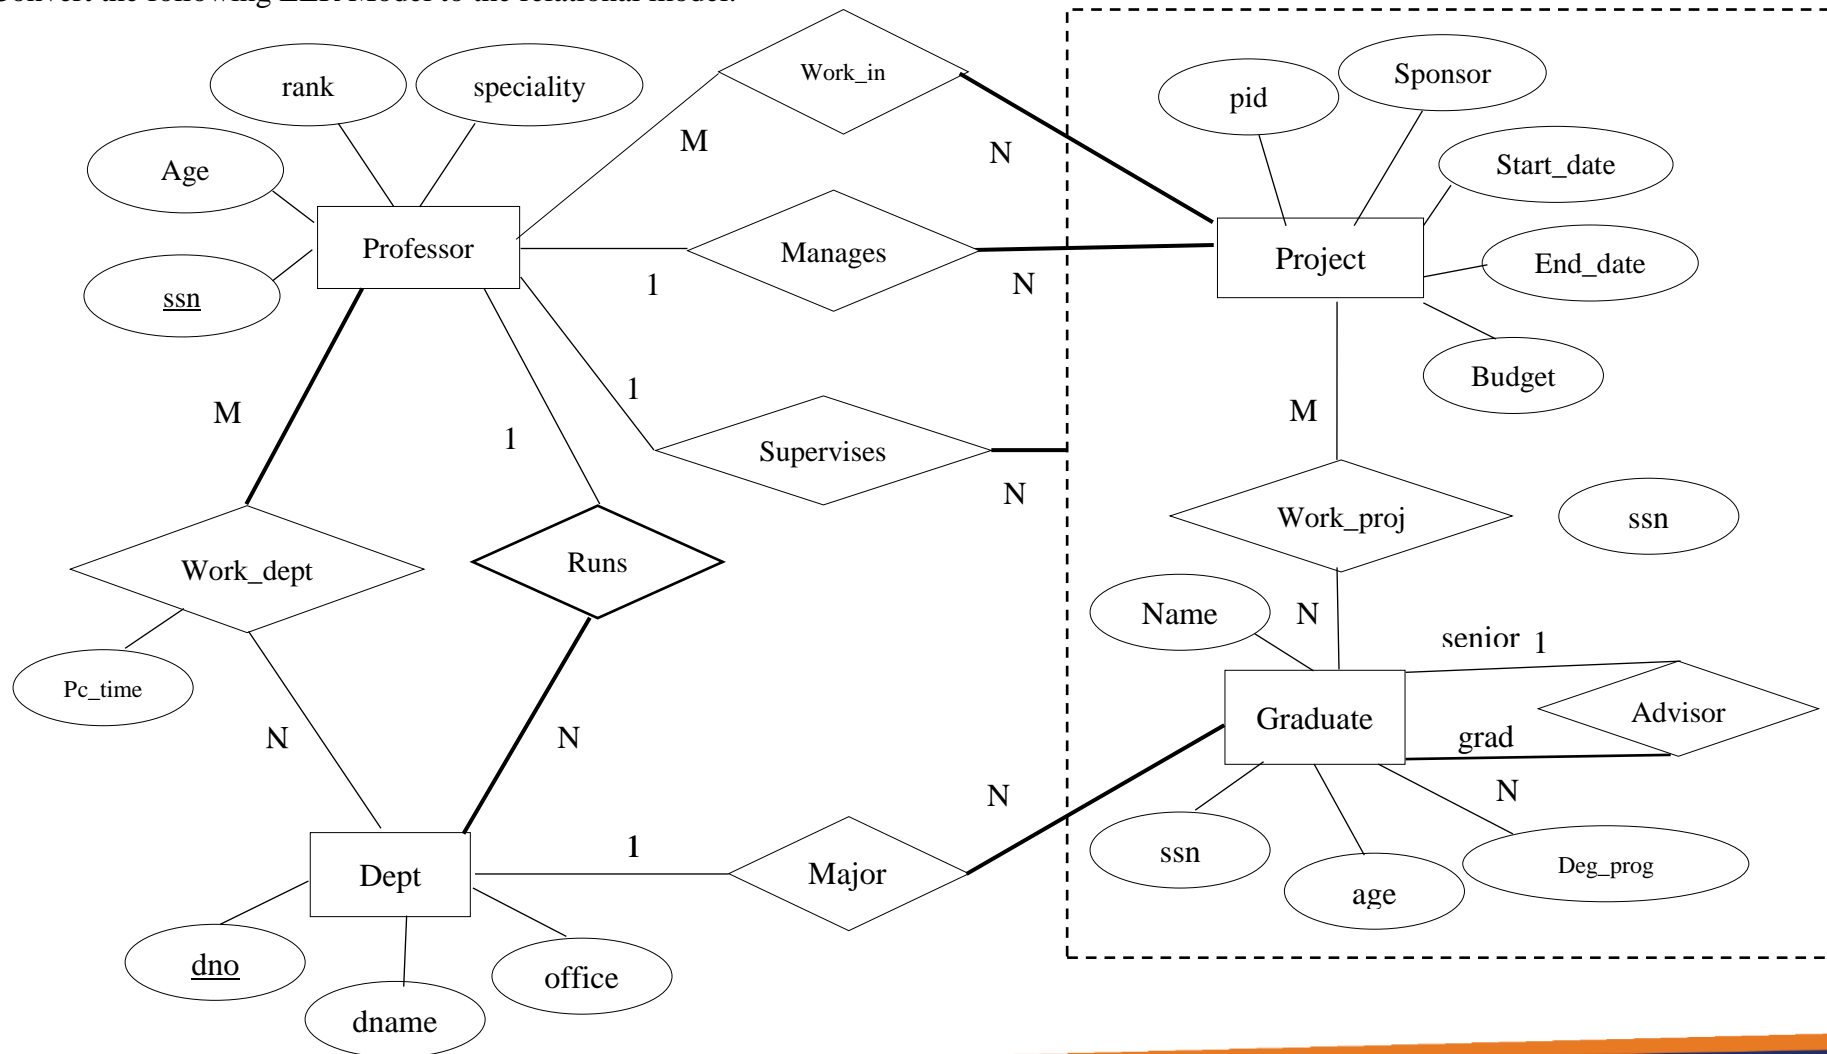 Convert the following EER Model to the relational model.
Work_in
rank
speciality
pid
Sponsor
M
N
Age
Start_date
Professor
Manages
Project
End_date
ssn
1
N
Budget
M
1
1
M
Supervises
N
Work_proj
ssn
Work_dept
Runs
Name
N
senior 1
Pc_time
N
N
Graduate
Advisor
grad
N
N
1
Dept
Major
ssn
age
Deg_prog
dno
office
dname